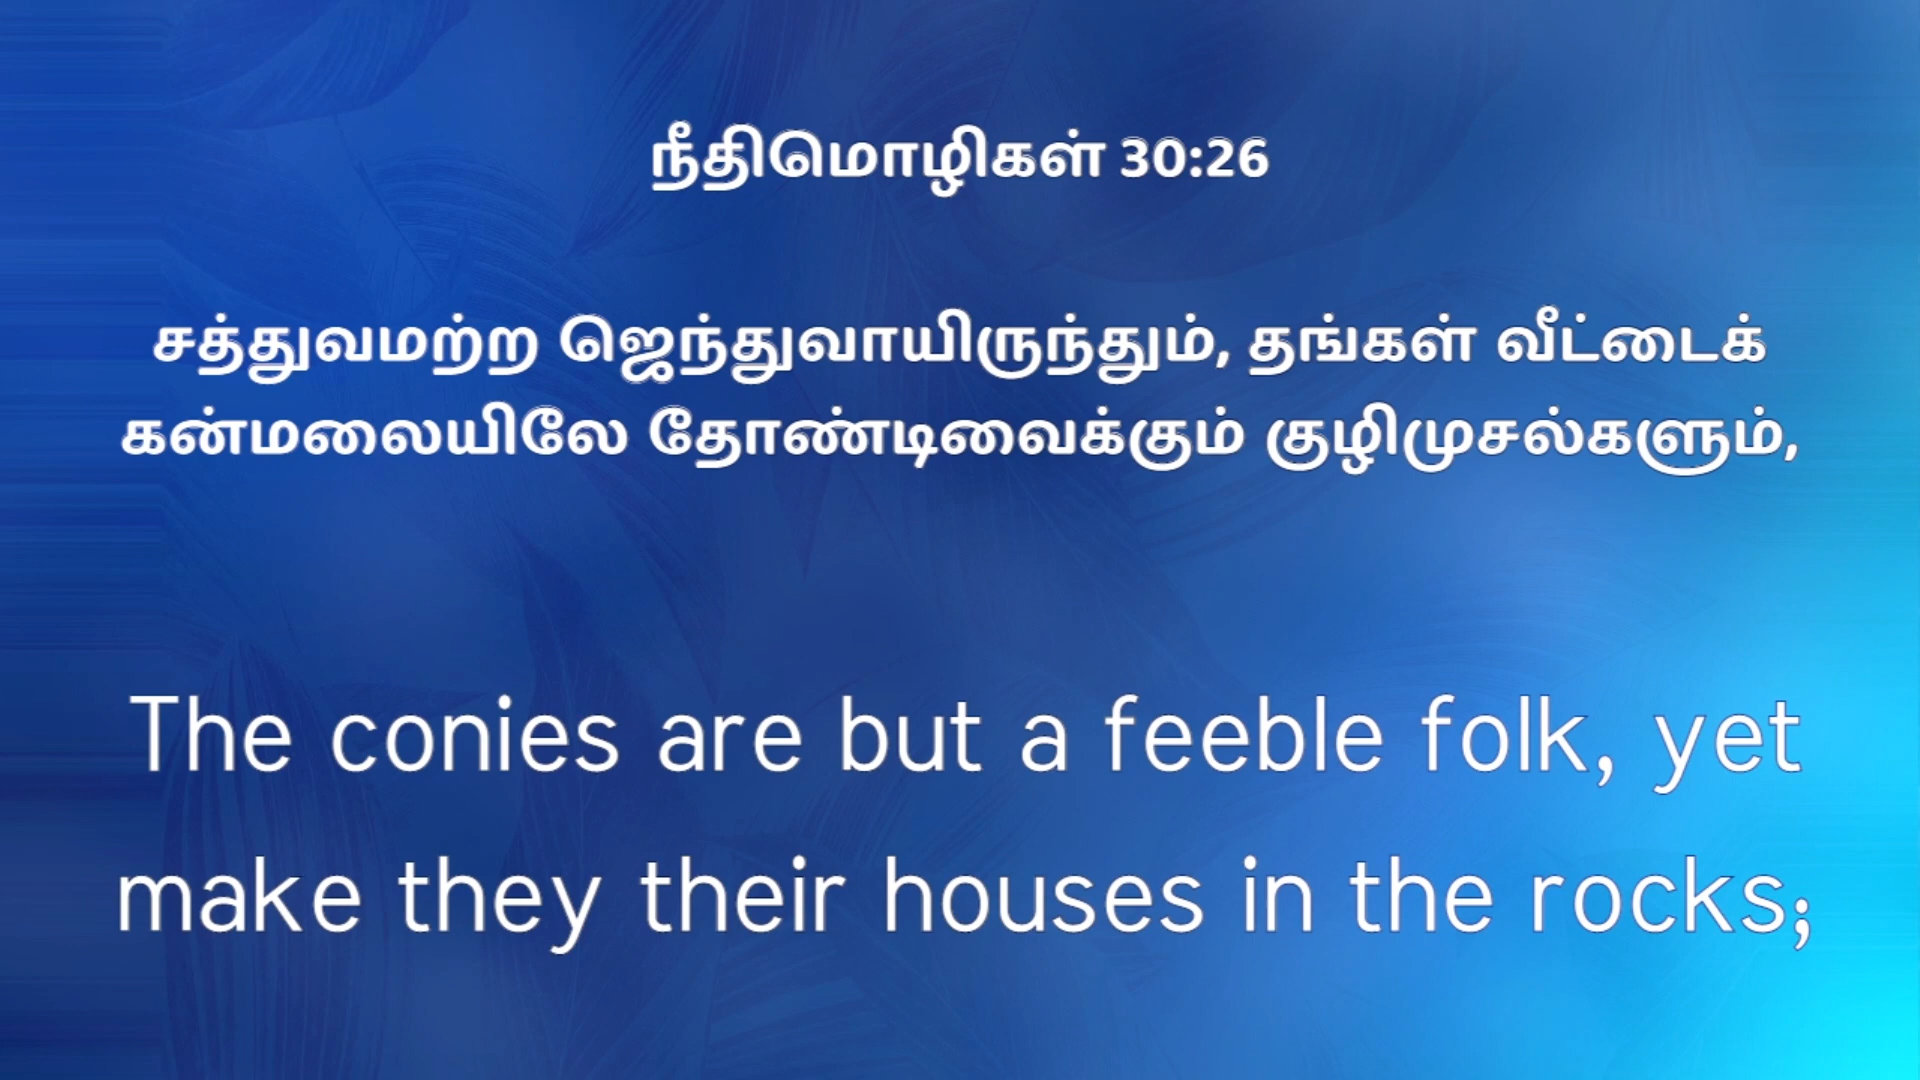 நீதிமொழிகள் 30:26
சத்துவமற்ற ஜெந்துவாயிருந்தும், தங்கள் வீட்டைக்
கன்மலையிலே தோண்டிவைக்கும் குழிமுசல்களும்,
The conies are but a feeble folk, yet
make they their houses in the rocks;